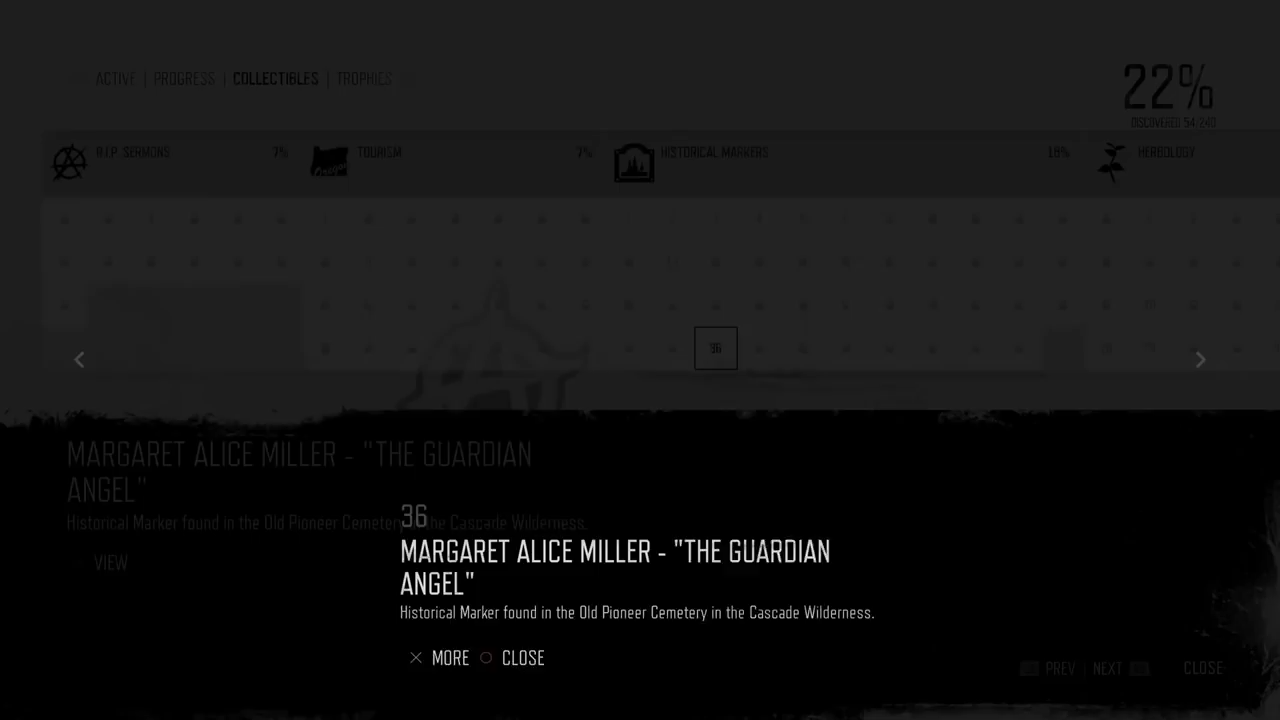 ACTIVE | PROGRESS | COLLECTIBLES | TROPHIES
22%
DISCOVERED 54/240
R.I.P. SERMONS 7% TOURISM 7% HISTORICAL MARKERS 18% HERBOLOGY
36
MARGARET ALICE MILLER - "THE GUARDIAN
ANGEL"
Historical Marker found in the Old Pioneer Cemetery in the Cascade Wilderness.
VIEW
36
MARGARET ALICE MILLER - "THE GUARDIAN
ANGEL"
Historical Marker found in the Old Pioneer Cemetery in the Cascade Wilderness.
MORE CLOSE
PREV | NEXT CLOSE